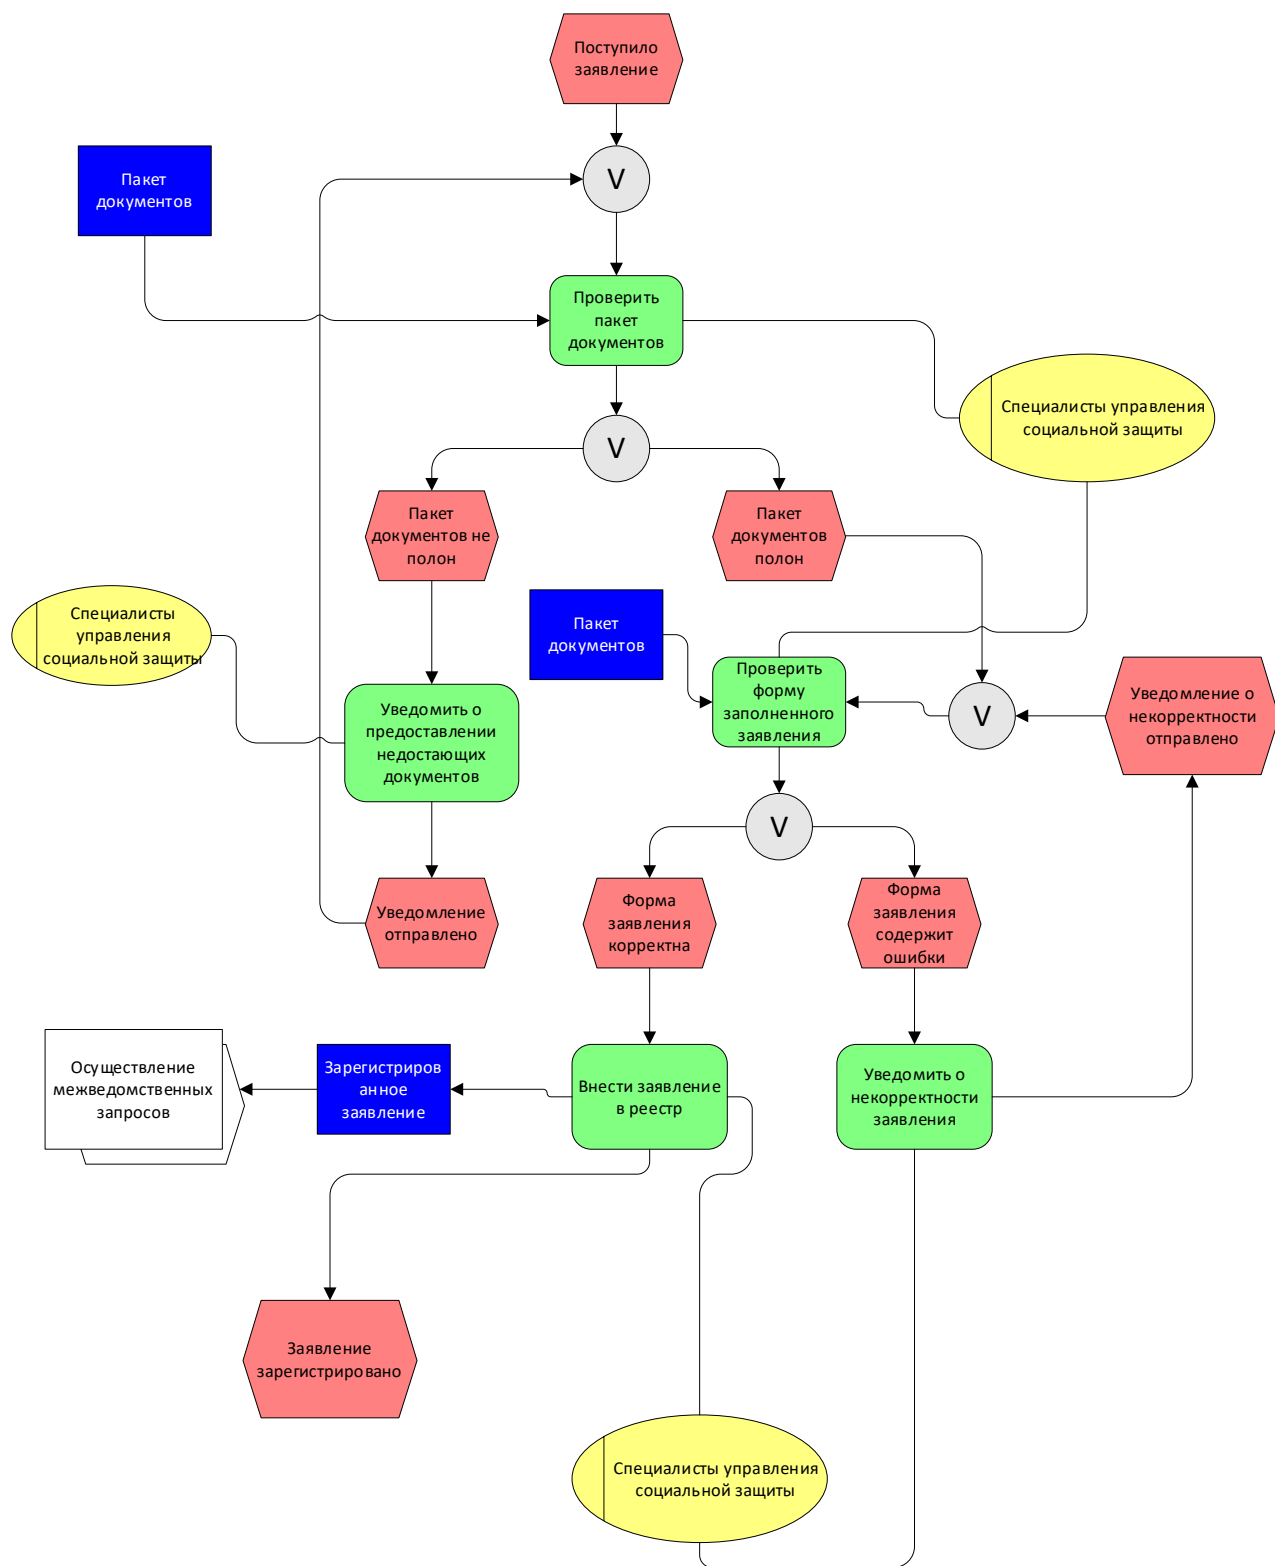 Поступило
заявление
V
Пакет
документов
Проверить
пакет
документов
Специалисты управления
социальной защиты
V
Пакет
документов не
полон
Пакет
документов
полон
Специалисты
управления
социальной защиты
Пакет
документов
Проверить
форму
заполненного
заявления
V
Уведомление о
некорректности
отправлено
Уведомить о
предоставлении
недостающих
документов
V
Уведомление
отправлено
Форма
заявления
корректна
Форма
заявления
содержит
ошибки
Осуществление
межведомственных
запросов
Зарегистриров
анное
заявление
Внести заявление
в реестр
Уведомить о
некорректности
заявления
Заявление
зарегистрировано
Специалисты управления
социальной защиты